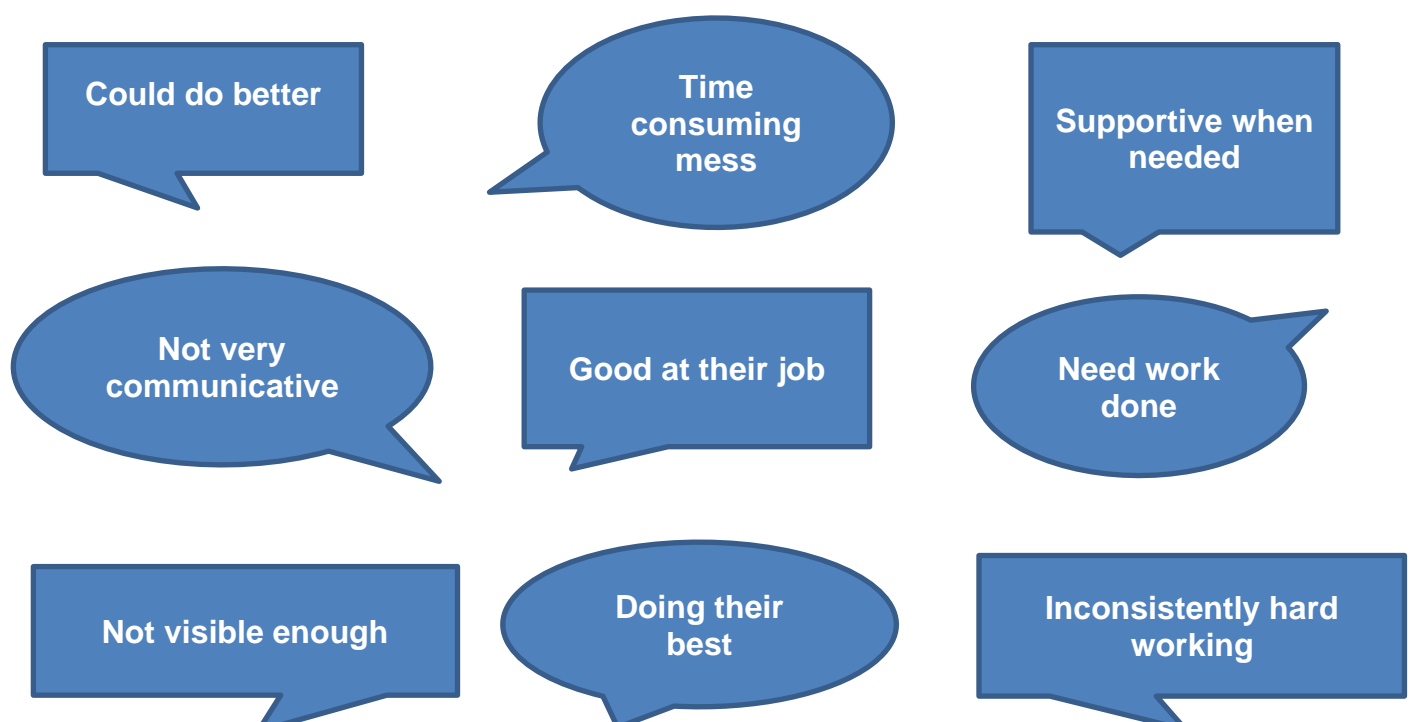 Could do better
Time
consuming
mess
Supportive when
needed
Not very
communicative
Good at their job
Need work
done
Not visible enough
Doing their
best
Inconsistently hard
working